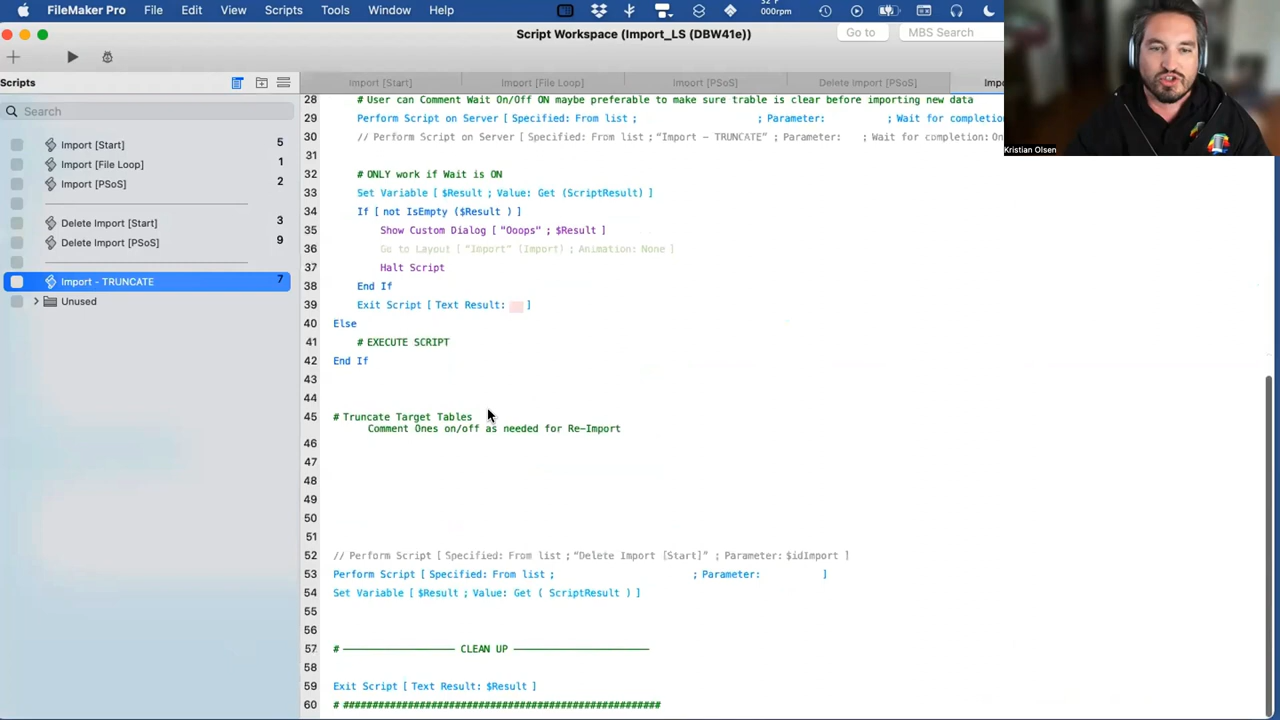 FileMaker Pro File Edit View Scripts Tools Window Help
000rpm
Script Workspace (Import_LS (DBW41e))
Go to
MBS Search
Scripts
Search
Import [Start] 5
Import [File Loop] 1
Import [PSoS] 2
Delete Import [Start] 3
Delete Import [PSoS] 9
Import - TRUNCATE 7
Unused
Import [Start] Import [File Loop] Import [PSoS] Delete Import [PSoS] Impo
Kristian Olsen
28 # User can Comment Wait On/Off ON maybe preferable to make sure trable is clear before importing new data
29 Perform Script on Server [ Specified: From list ; ; Parameter: ; Wait for completion
30 // Perform Script on Server [ Specified: From list ; “Import - TRUNCATE” ; Parameter: ; Wait for completion: On
31
32 # ONLY work if Wait is ON
33 Set Variable [ $Result ; Value: Get (ScriptResult) ]
34 If [ not IsEmpty ($Result ) ]
35 Show Custom Dialog [ "Ooops" ; $Result ]
36 Go to Layout [ “Import” (Import) ; Animation: None ]
37 Halt Script
38 End If
39 Exit Script [ Text Result: ]
40 Else
41 # EXECUTE SCRIPT
42 End If
43
44
45 # Truncate Target Tables
Comment Ones on/off as needed for Re-Import
46
47
48
49
50
51
52 // Perform Script [ Specified: From list ; “Delete Import [Start]” ; Parameter: $idImport ]
53 Perform Script [ Specified: From list ; ; Parameter: ]
54 Set Variable [ $Result ; Value: Get ( ScriptResult ) ]
55
56
57 # ——————— CLEAN UP ———————
58
59 Exit Script [ Text Result: $Result ]
60 # ######################################################